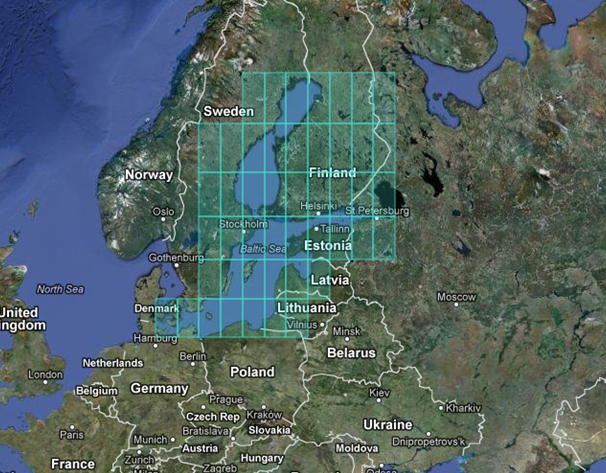 Sweden
Norway
Finland
Oslo
Helsinki
St Petersburg
Stockholm
Tallinn
Baltic Sea
Estonia
Gothenburg
North Sea
Latvia
Moscow
Denmark
Lithuania
United
Kingdom
Vilnius
Minsk
Hamburg
Belarus
Berlin
Netherlands
London
Poland
Germany
Belgium
Kiev
Prague
Kharkiv
Czech Rep
Kraków
Ukraine
Paris
Bratislava
Slovakia
Munich
Dnipropetrovs'k
Austria
Moldova
Zurich
Hungary
France
Zagreb